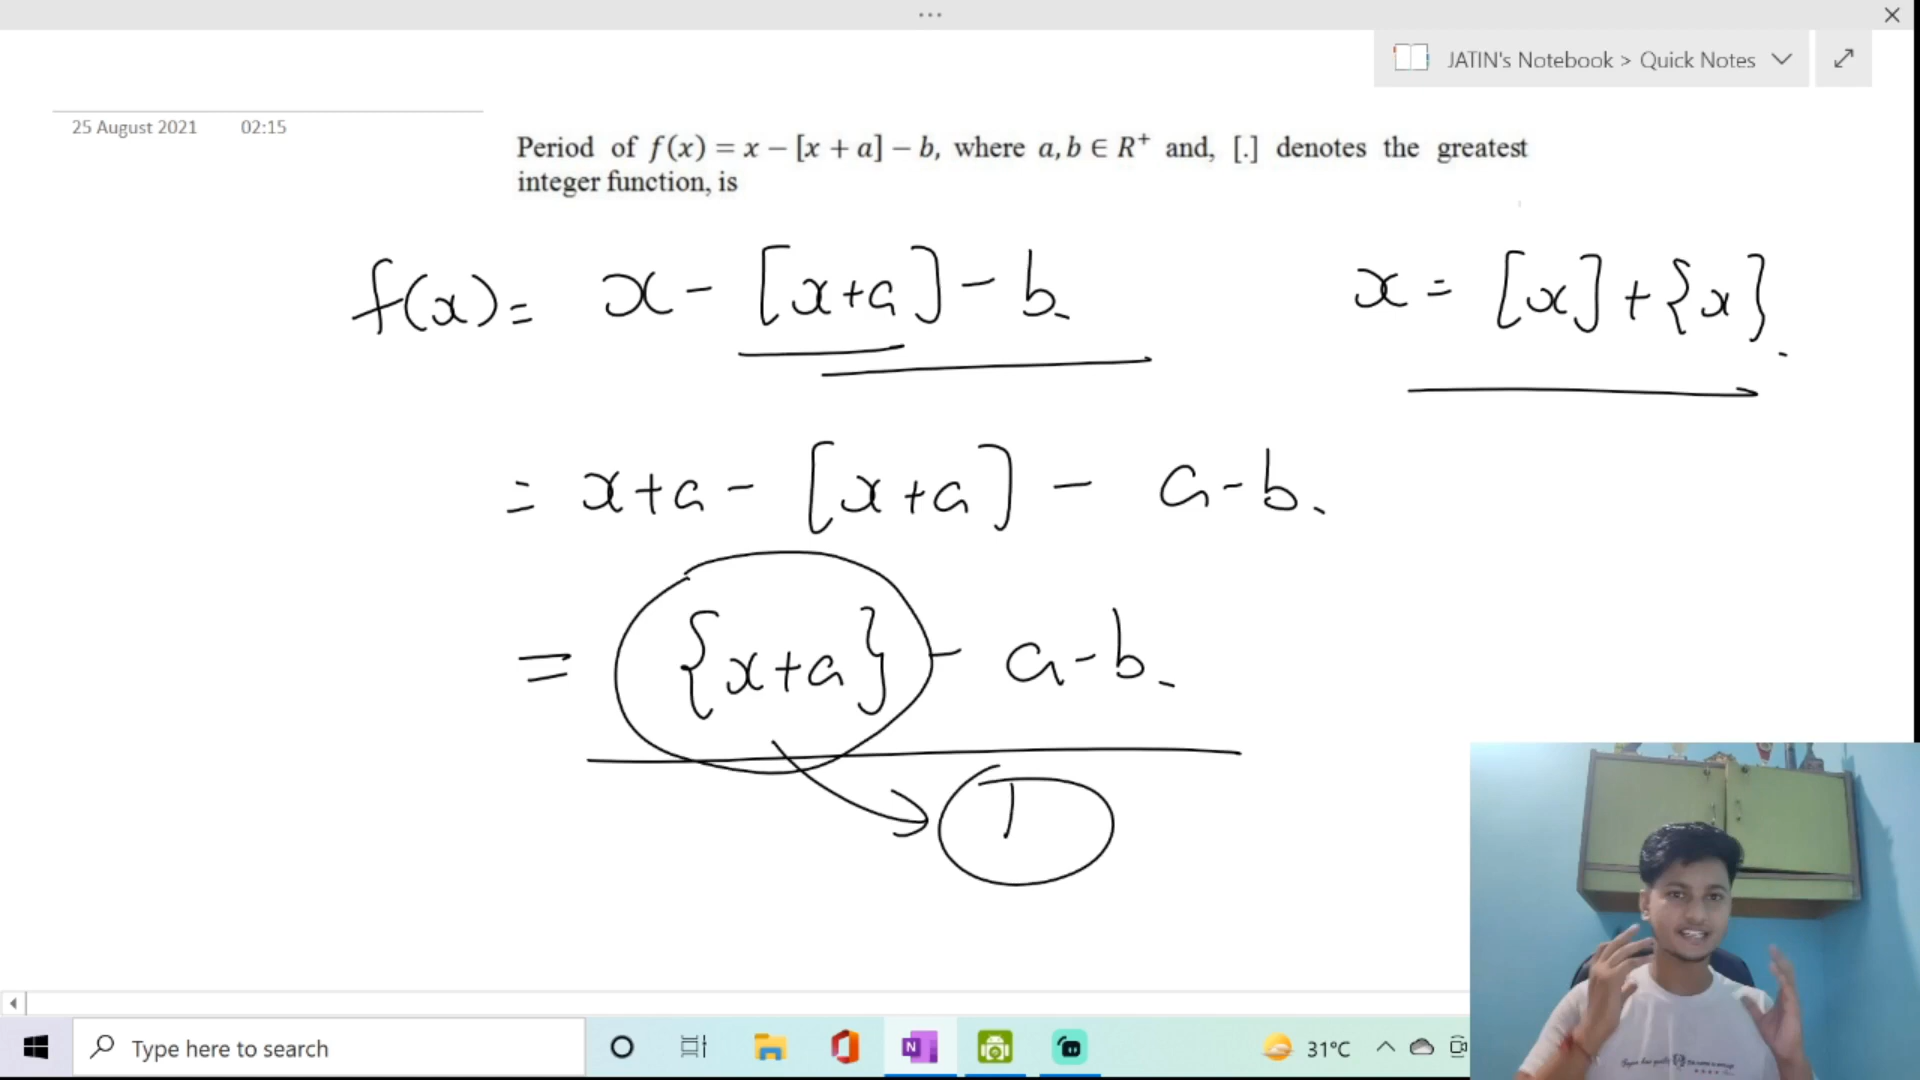 JATIN's Notebook > Quick Notes
25 August 2021 02:15
Period of f(x) = x − [x + a] − b, where a, b ∈ R⁺ and, [.] denotes the greatest
integer function, is
f(x) = x - [x+a] - b.
x = [x] + {x}.
= x+a - [x+a] - a-b.
= {x+a} - a-b.
1
Type here to search
N
31°C